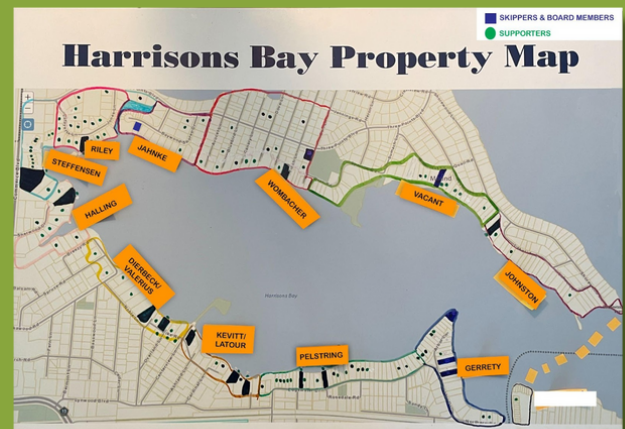 SKIPPERS & BOARD MEMBERS
SUPPORTERS
Harrisons Bay Property Map
RILEY
JAHNKE
STEFFENSEN
HALLING
WOMBACHER
VACANT
DIERBECK/
VALERIUS
JOHNSTON
Harrisons Bay
KEVITT/
LATOUR
PELSTRING
GERRETY